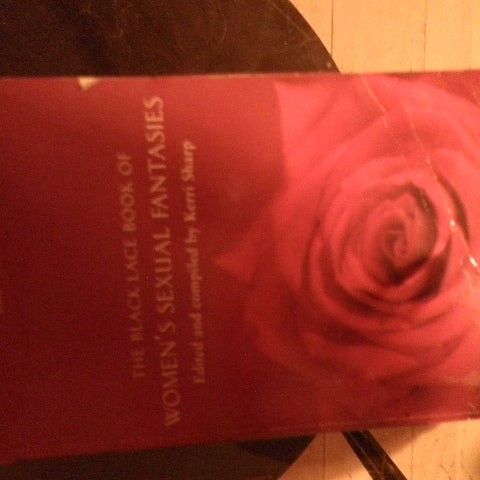 THE BLACK LACE BOOK OF
WOMEN'S SEXUAL FANTASIES
Edited and compiled by Kerri Sharp